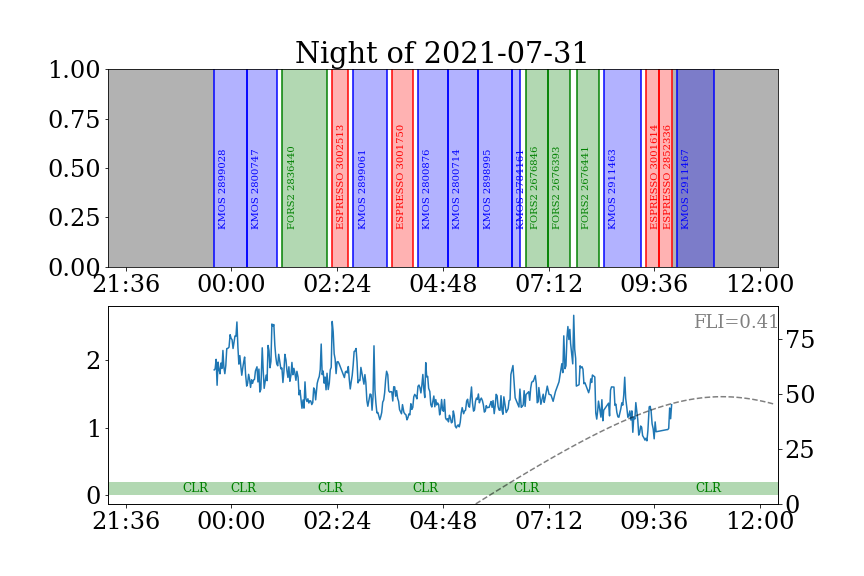 Night of 2021-07-31
1.00
0.75
0.50
0.25
0.00
KMOS 2899028
KMOS 2800747
FORS2 2836440
ESPRESSO 3002513
KMOS 2899061
ESPRESSO 3001750
KMOS 2800876
KMOS 2800714
KMOS 2898995
KMOS 2784161
FORS2 2676846
FORS2 2676393
FORS2 2676441
KMOS 2911463
ESPRESSO 3001614
ESPRESSO 2852336
KMOS 2911467
21:36 00:00 02:24 04:48 07:12 09:36 12:00
FLI=0.41
2
1
0
75
50
25
0
CLR CLR CLR CLR CLR CLR
21:36 00:00 02:24 04:48 07:12 09:36 12:00